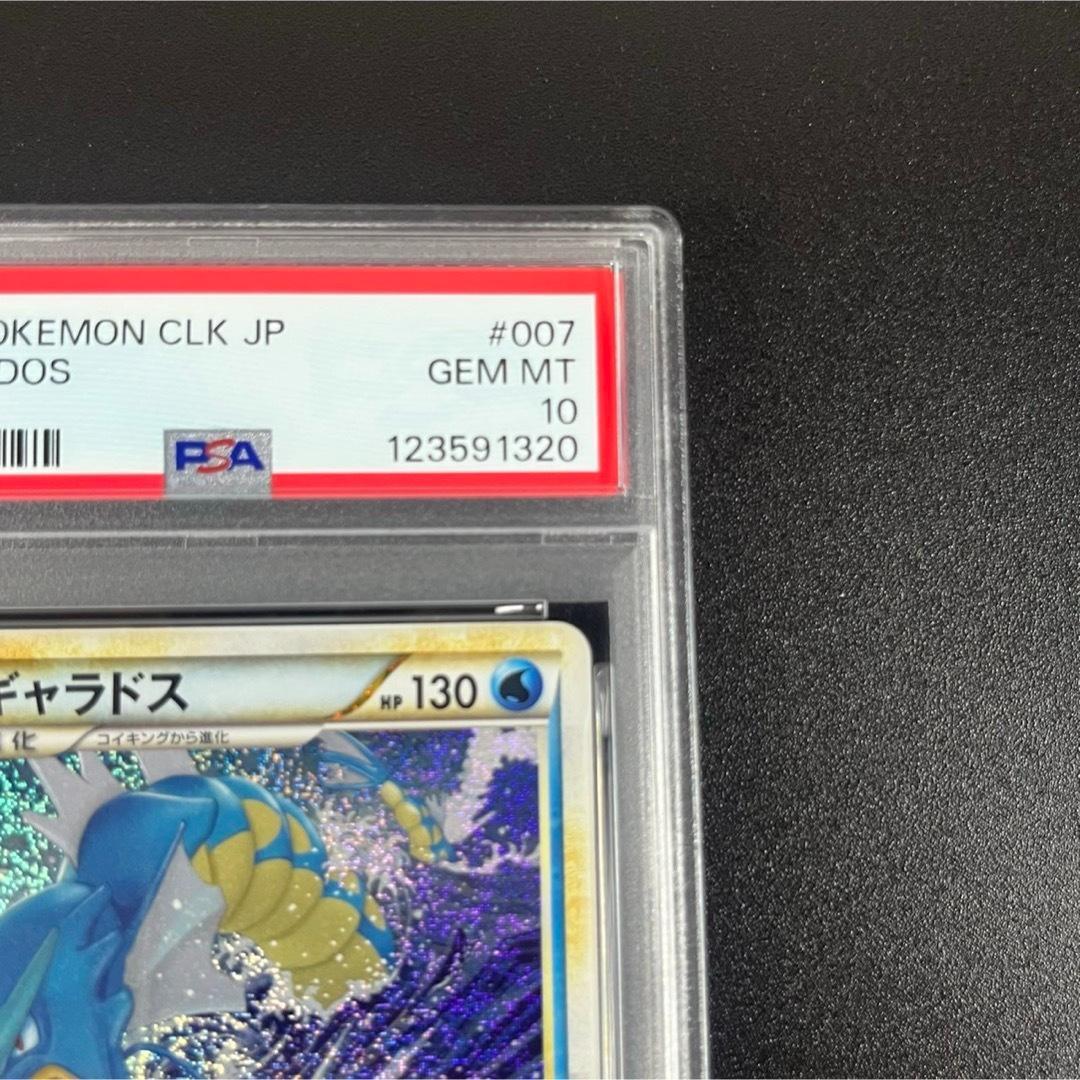 OKEMON CLK JP #007
DOS GEM MT
10
PSA 123591320
ギャラドス HP 130
進化 コイキングから進化